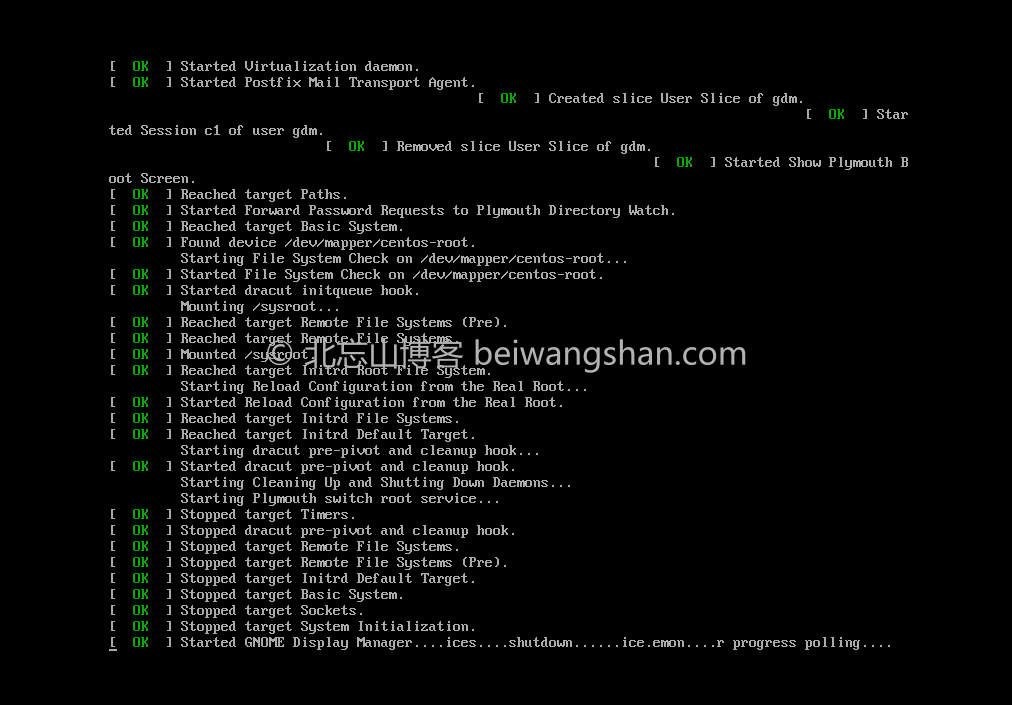 [  OK  ] Started Virtualization daemon.
[  OK  ] Started Postfix Mail Transport Agent.
[  OK  ] Created slice User Slice of gdm.
[  OK  ] Star
ted Session c1 of user gdm.
[  OK  ] Removed slice User Slice of gdm.
[  OK  ] Started Show Plymouth B
oot Screen.
[  OK  ] Reached target Paths.
[  OK  ] Started Forward Password Requests to Plymouth Directory Watch.
[  OK  ] Reached target Basic System.
[  OK  ] Found device /dev/mapper/centos-root.
Starting File System Check on /dev/mapper/centos-root...
[  OK  ] Started File System Check on /dev/mapper/centos-root.
[  OK  ] Started dracut initqueue hook.
Mounting /sysroot...
[  OK  ] Reached target Remote File Systems (Pre).
[  OK  ] Reached target Remote File Systems.
[  OK  ] Mounted /sysroot.
© 北忘山博客 beiwangshan.com
[  OK  ] Reached target Initrd Root File System.
Starting Reload Configuration from the Real Root...
[  OK  ] Started Reload Configuration from the Real Root.
[  OK  ] Reached target Initrd File Systems.
[  OK  ] Reached target Initrd Default Target.
Starting dracut pre-pivot and cleanup hook...
[  OK  ] Started dracut pre-pivot and cleanup hook.
Starting Cleaning Up and Shutting Down Daemons...
Starting Plymouth switch root service...
[  OK  ] Stopped target Timers.
[  OK  ] Stopped dracut pre-pivot and cleanup hook.
[  OK  ] Stopped target Remote File Systems.
[  OK  ] Stopped target Remote File Systems (Pre).
[  OK  ] Stopped target Initrd Default Target.
[  OK  ] Stopped target Basic System.
[  OK  ] Stopped target Sockets.
[  OK  ] Stopped target System Initialization.
[  OK  ] Started GNOME Display Manager....ices....shutdown......ice.emon....r progress polling....